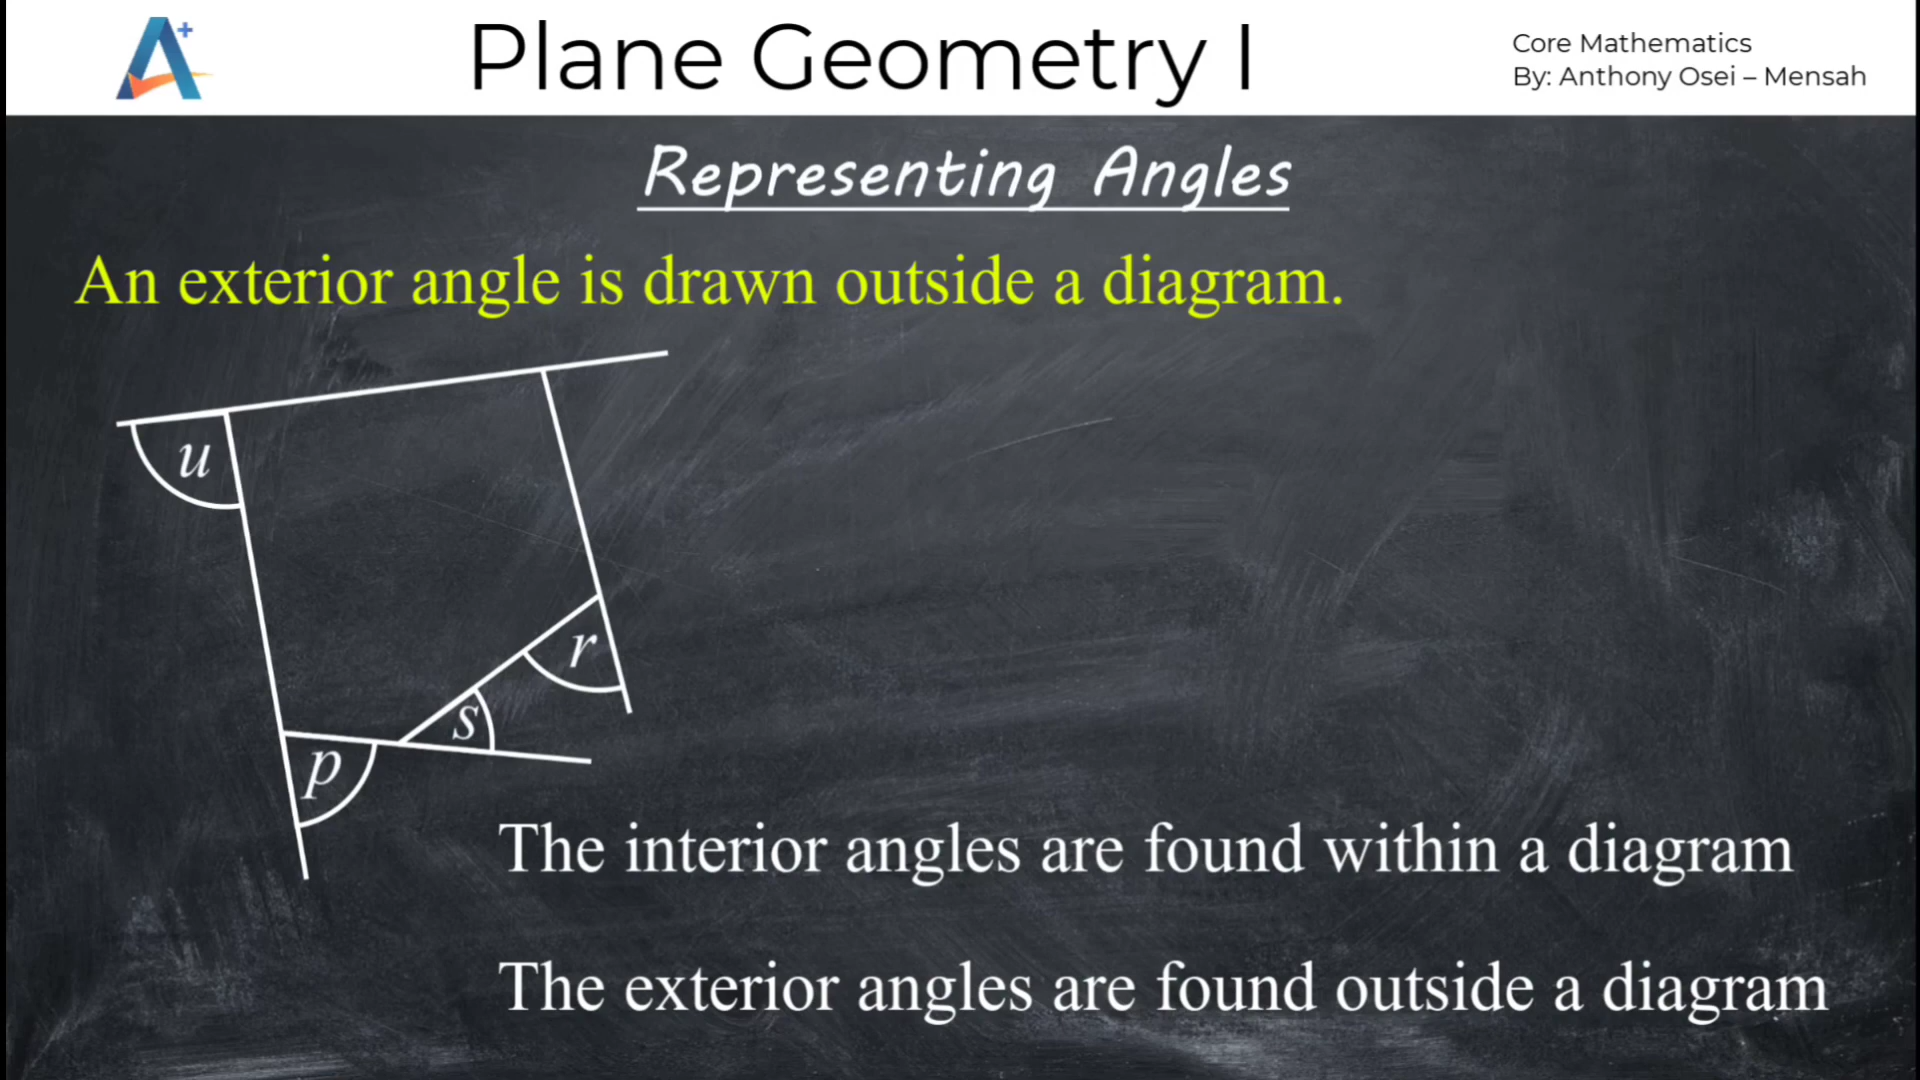 A+
Plane Geometry I
Core Mathematics
By: Anthony Osei – Mensah
Representing Angles
An exterior angle is drawn outside a diagram.
u
r
s
p
The interior angles are found within a diagram
The exterior angles are found outside a diagram